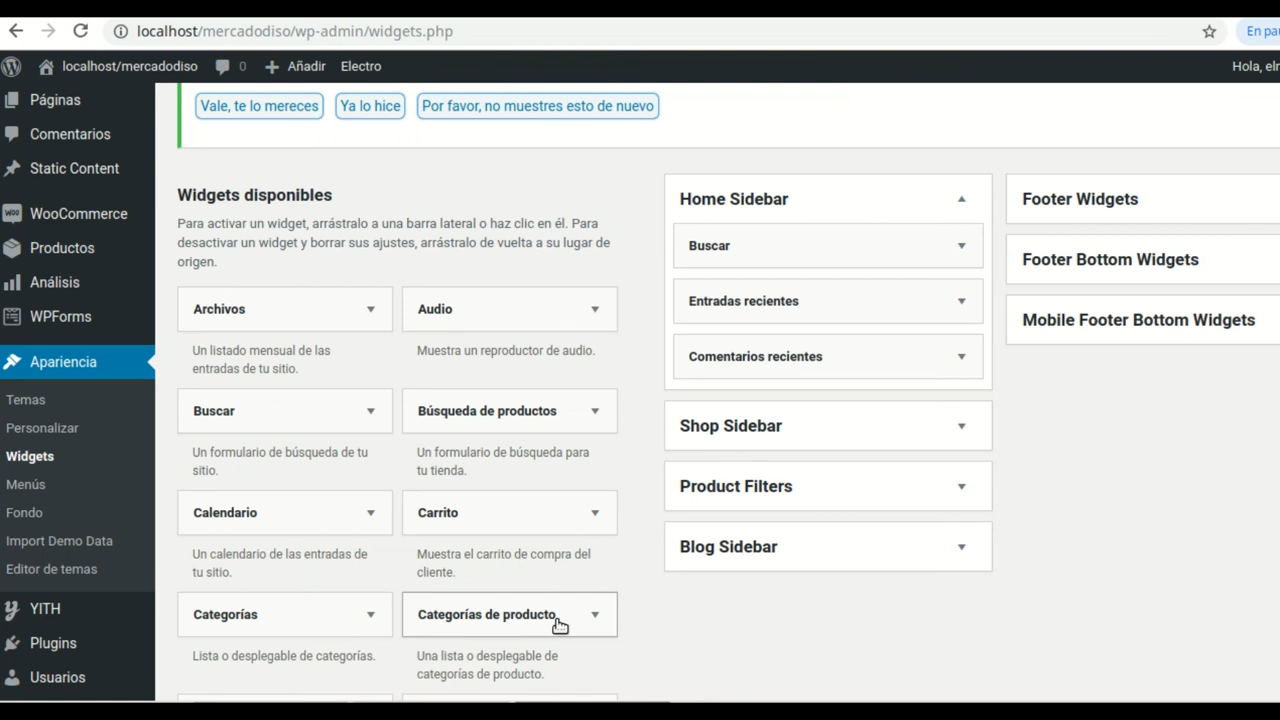 localhost/mercadodiso/wp-admin/widgets.php
En pau
localhost/mercadodiso 0 Añadir Electro
Hola, elr
Páginas
Comentarios
Static Content
WooCommerce
Productos
Análisis
WPForms
Apariencia
Temas
Personalizar
Widgets
Menús
Fondo
Import Demo Data
Editor de temas
YITH
Plugins
Usuarios
Vale, te lo mereces
Ya lo hice
Por favor, no muestres esto de nuevo
Widgets disponibles
Para activar un widget, arrástralo a una barra lateral o haz clic en él. Para
desactivar un widget y borrar sus ajustes, arrástralo de vuelta a su lugar de
origen.
Archivos
Un listado mensual de las
entradas de tu sitio.
Audio
Muestra un reproductor de audio.
Buscar
Un formulario de búsqueda de tu
sitio.
Búsqueda de productos
Un formulario de búsqueda para
tu tienda.
Calendario
Un calendario de las entradas de
tu sitio.
Carrito
Muestra el carrito de compra del
cliente.
Categorías
Lista o desplegable de categorías.
Categorías de producto
Una lista o desplegable de
categorías de producto.
Home Sidebar
Buscar
Entradas recientes
Comentarios recientes
Shop Sidebar
Product Filters
Blog Sidebar
Footer Widgets
Footer Bottom Widgets
Mobile Footer Bottom Widgets